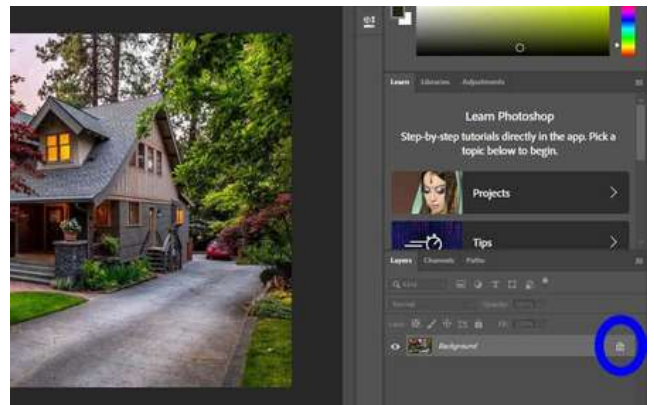 Learn Libraries Adjustments
Learn Photoshop
Step-by-step tutorials directly in the app. Pick a
topic below to begin.
Projects
Tips
Layers Channels Paths
Kind
Normal Opacity:
Lock: Fill:
Background